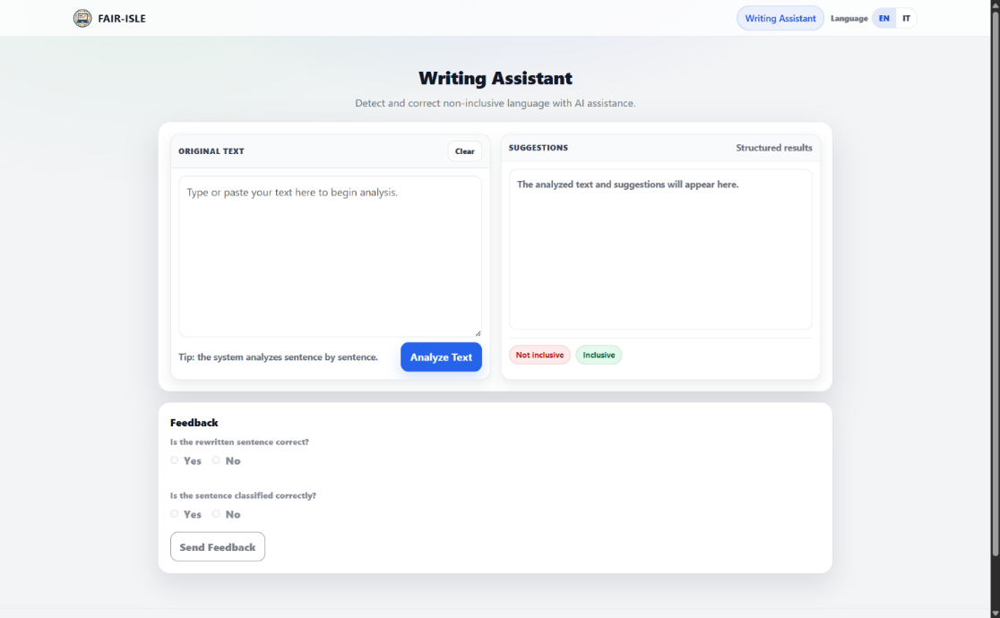 FAIR-ISLE
Writing Assistant
Language
EN
IT
Writing Assistant
Detect and correct non-inclusive language with AI assistance.
ORIGINAL TEXT
Clear
Type or paste your text here to begin analysis.
Tip: the system analyzes sentence by sentence.
Analyze Text
SUGGESTIONS
Structured results
The analyzed text and suggestions will appear here.
Not inclusive
Inclusive
Feedback
Is the rewritten sentence correct?
Yes
No
Is the sentence classified correctly?
Yes
No
Send Feedback